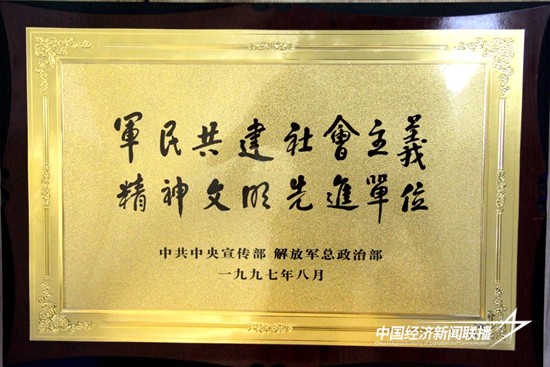 軍民共建社會主義
精神文明先進單位
中共中央宣传部 解放军总政治部
一九九七年八月
中国经济新闻联播